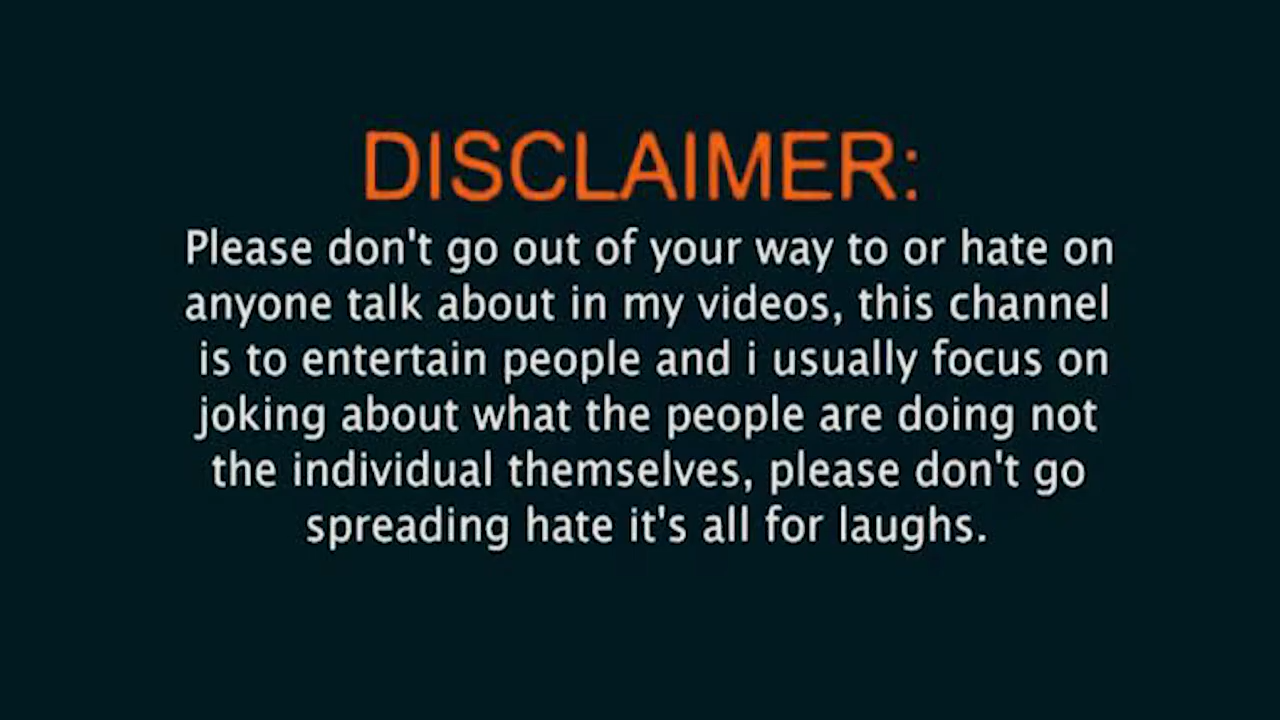 DISCLAIMER:
Please don't go out of your way to or hate on
anyone talk about in my videos, this channel
is to entertain people and i usually focus on
joking about what the people are doing not
the individual themselves, please don't go
spreading hate it's all for laughs.